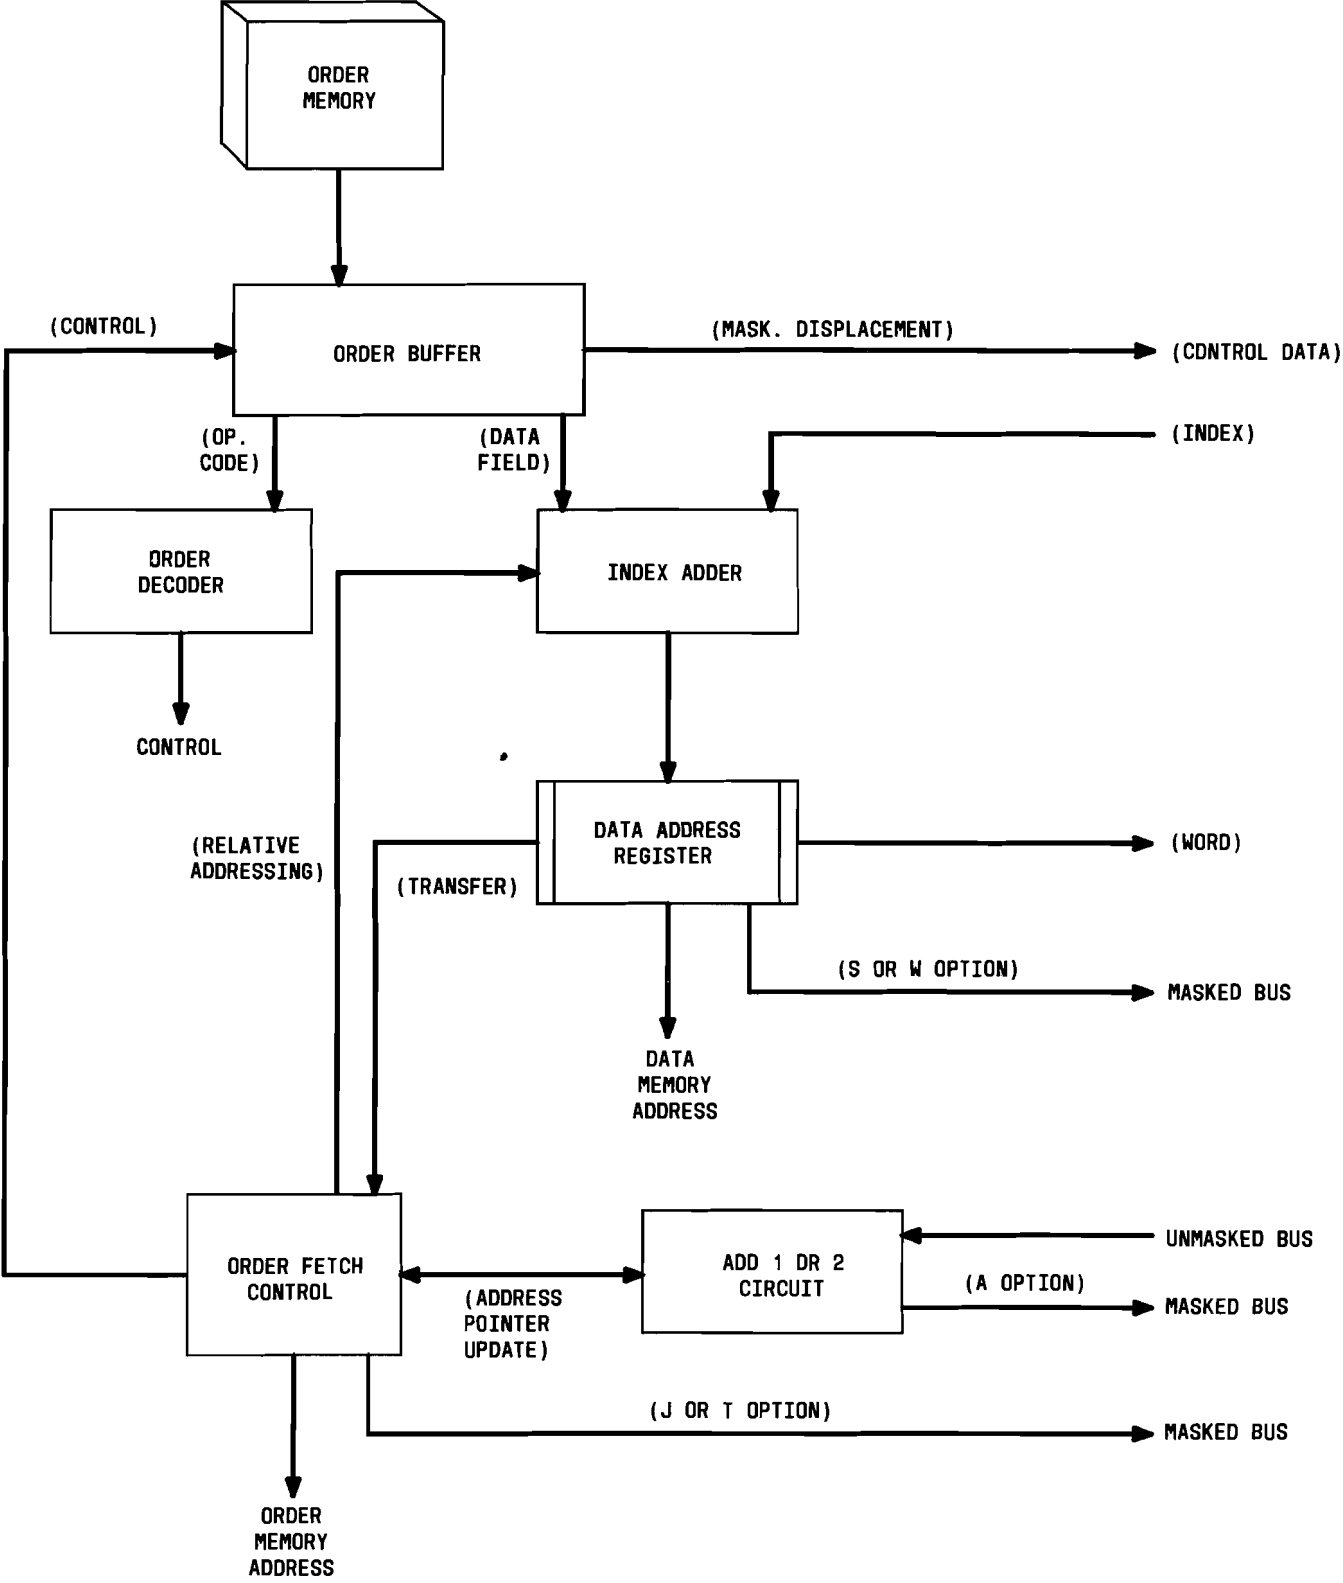 ORDER
MEMORY
(CONTROL)
ORDER BUFFER
(MASK. DISPLACEMENT)
(CDNTROL DATA)
(OP.
CODE)
(DATA
FIELD)
(INDEX)
ORDER
DECODER
INDEX ADDER
CONTROL
(RELATIVE
ADDRESSING)
(TRANSFER)
DATA ADDRESS
REGISTER
(WORD)
(S OR W OPTION)
MASKED BUS
DATA
MEMORY
ADDRESS
ORDER FETCH
CONTROL
(ADDRESS
POINTER
UPDATE)
ADD 1 DR 2
CIRCUIT
UNMASKED BUS
(A OPTION)
MASKED BUS
(J OR T OPTION)
MASKED BUS
ORDER
MEMORY
ADDRESS